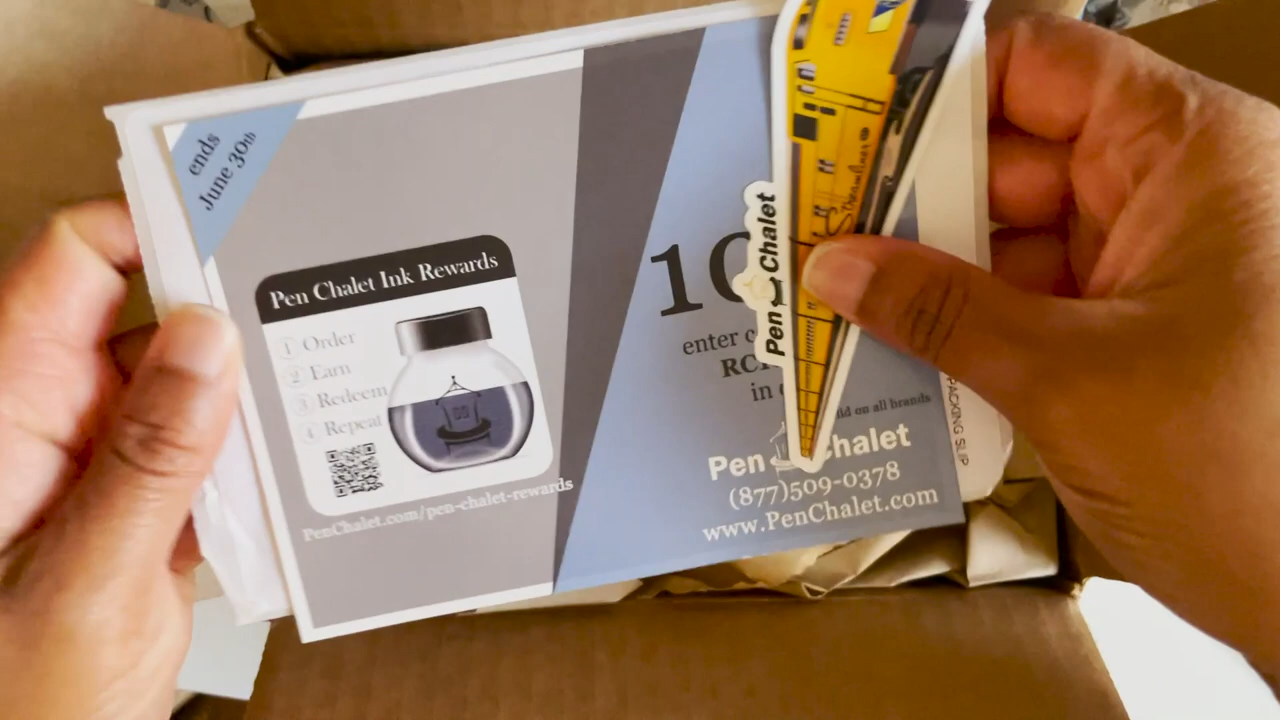 ends
June 30th
Pen Chalet Ink Rewards
1 Order
2 Earn
3 Redeem
4 Repeat
PenChalet.com/pen-chalet-rewards
10
enter
in
on all brands
Pen Chalet
(877)509-0378
www.PenChalet.com
Pen Chalet
Streamliner
PACKING SLIP